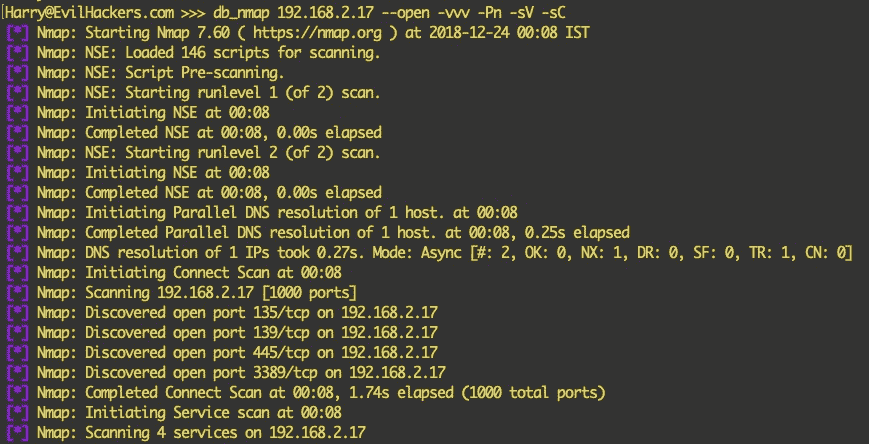 [Harry@EvilHackers.com >>> db_nmap 192.168.2.17 --open -vvv -Pn -sV -sC
[*] Nmap: Starting Nmap 7.60 ( https://nmap.org ) at 2018-12-24 00:08 IST
[*] Nmap: NSE: Loaded 146 scripts for scanning.
[*] Nmap: NSE: Script Pre-scanning.
[*] Nmap: NSE: Starting runlevel 1 (of 2) scan.
[*] Nmap: Initiating NSE at 00:08
[*] Nmap: Completed NSE at 00:08, 0.00s elapsed
[*] Nmap: NSE: Starting runlevel 2 (of 2) scan.
[*] Nmap: Initiating NSE at 00:08
[*] Nmap: Completed NSE at 00:08, 0.00s elapsed
[*] Nmap: Initiating Parallel DNS resolution of 1 host. at 00:08
[*] Nmap: Completed Parallel DNS resolution of 1 host. at 00:08, 0.25s elapsed
[*] Nmap: DNS resolution of 1 IPs took 0.27s. Mode: Async [#: 2, OK: 0, NX: 1, DR: 0, SF: 0, TR: 1, CN: 0]
[*] Nmap: Initiating Connect Scan at 00:08
[*] Nmap: Scanning 192.168.2.17 [1000 ports]
[*] Nmap: Discovered open port 135/tcp on 192.168.2.17
[*] Nmap: Discovered open port 139/tcp on 192.168.2.17
[*] Nmap: Discovered open port 445/tcp on 192.168.2.17
[*] Nmap: Discovered open port 3389/tcp on 192.168.2.17
[*] Nmap: Completed Connect Scan at 00:08, 1.74s elapsed (1000 total ports)
[*] Nmap: Initiating Service scan at 00:08
[*] Nmap: Scanning 4 services on 192.168.2.17